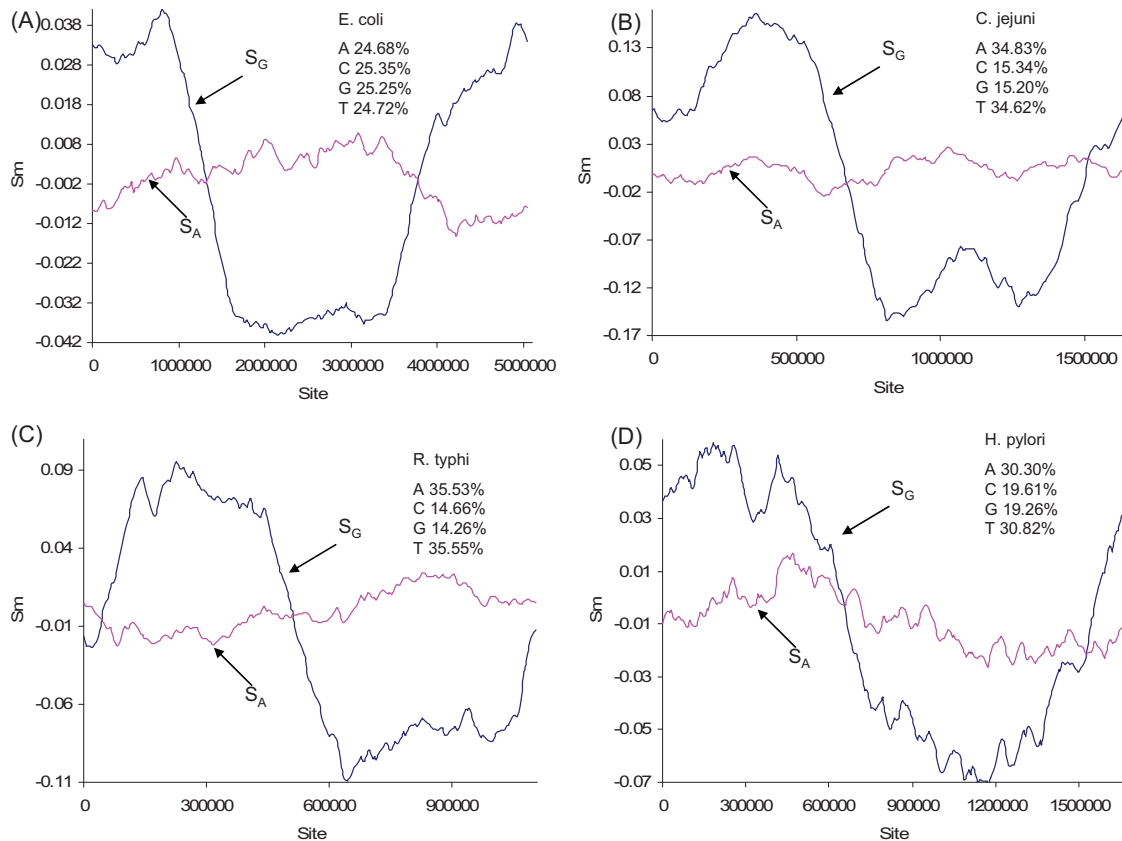 (A)
E. coli
A 24.68%
C 25.35%
G 25.25%
T 24.72%
S_G
S_A
Sm
0.038
0.028
0.018
0.008
-0.002
-0.012
-0.022
-0.032
-0.042
0 1000000 2000000 3000000 4000000 5000000
Site
(B)
C. jejuni
A 34.83%
C 15.34%
G 15.20%
T 34.62%
S_G
S_A
Sm
0.13
0.08
0.03
-0.02
-0.07
-0.12
-0.17
0 500000 1000000 1500000
Site
(C)
R. typhi
A 35.53%
C 14.66%
G 14.26%
T 35.55%
S_G
S_A
Sm
0.09
0.04
-0.01
-0.06
-0.11
0 300000 600000 900000
Site
(D)
H. pylori
A 30.30%
C 19.61%
G 19.26%
T 30.82%
S_G
S_A
Sm
0.05
0.03
0.01
-0.01
-0.03
-0.05
-0.07
0 300000 600000 900000 1200000 1500000
Site